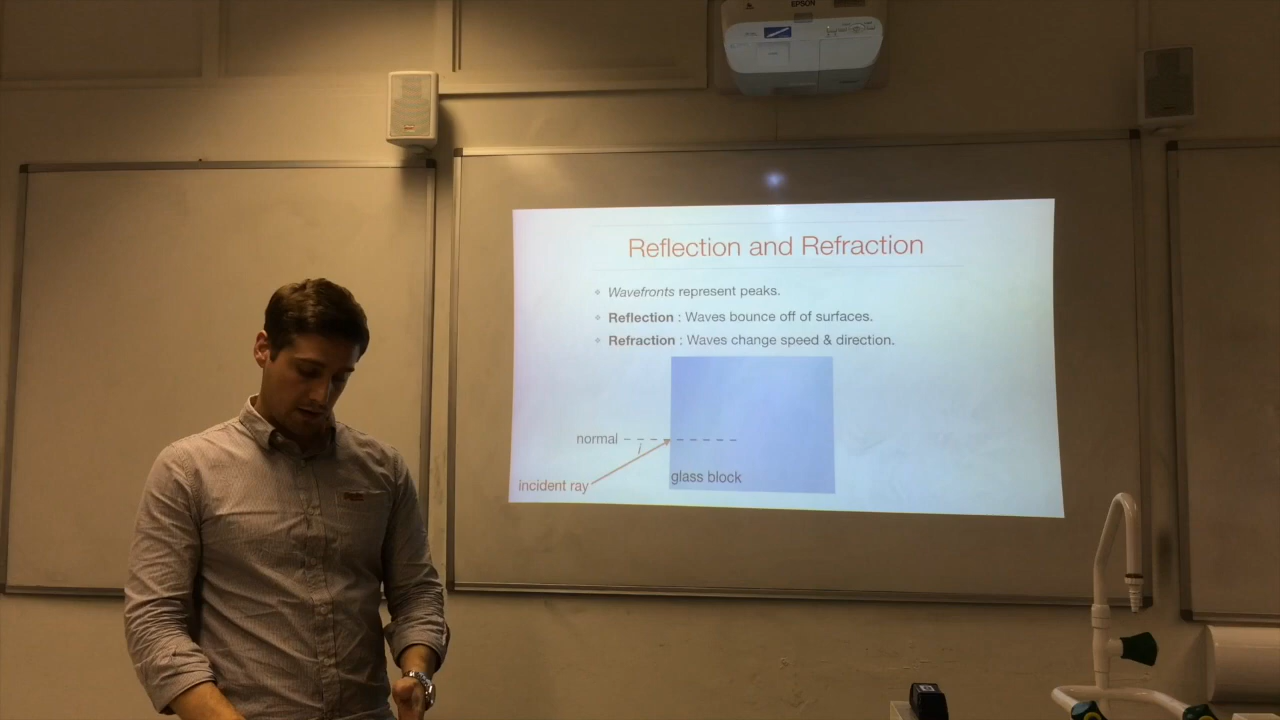 EPSON
Reflection and Refraction
Wavefronts represent peaks.
Reflection : Waves bounce off of surfaces.
Refraction : Waves change speed & direction.
normal
i
incident ray
glass block